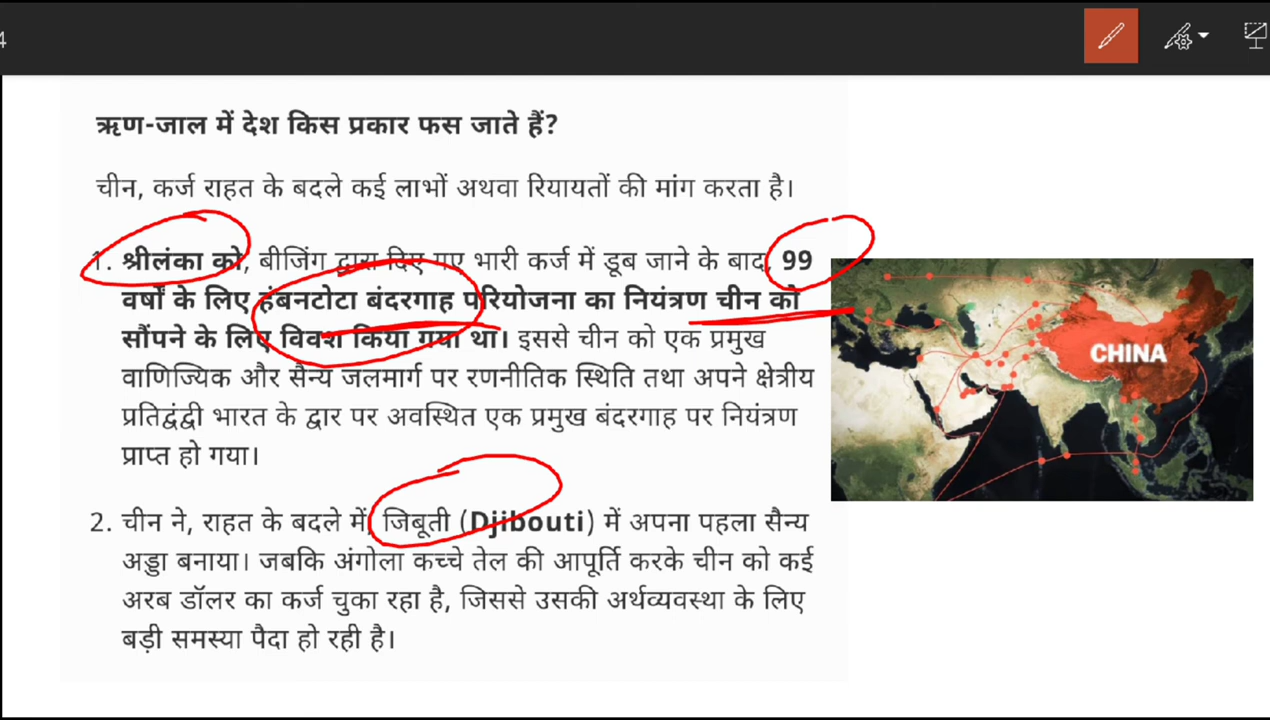 4
ऋण-जाल में देश किस प्रकार फस जाते हैं?
चीन, कर्ज राहत के बदले कई लाभों अथवा रियायतों की मांग करता है।
1. श्रीलंका को, बीजिंग द्वारा दिए गए भारी कर्ज में डूब जाने के बाद, 99
वर्षों के लिए हंबनटोटा बंदरगाह परियोजना का नियंत्रण चीन को
सौंपने के लिए विवश किया गया था। इससे चीन को एक प्रमुख
वाणिज्यिक और सैन्य जलमार्ग पर रणनीतिक स्थिति तथा अपने क्षेत्रीय
प्रतिद्वंद्वी भारत के द्वार पर अवस्थित एक प्रमुख बंदरगाह पर नियंत्रण
प्राप्त हो गया।
2. चीन ने, राहत के बदले में, जिबूती (Djibouti) में अपना पहला सैन्य
अड्डा बनाया। जबकि अंगोला कच्चे तेल की आपूर्ति करके चीन को कई
अरब डॉलर का कर्ज चुका रहा है, जिससे उसकी अर्थव्यवस्था के लिए
बड़ी समस्या पैदा हो रही है।
CHINA